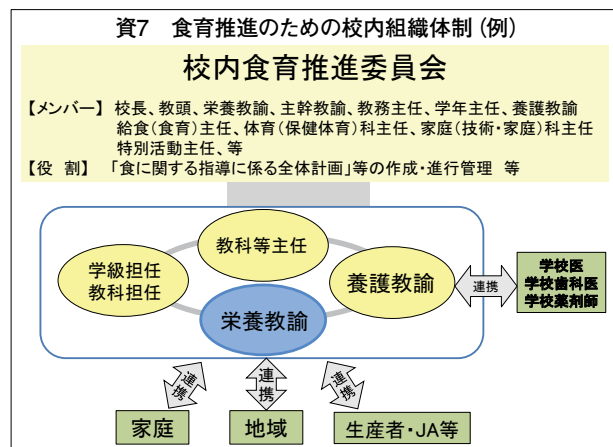 資7　食育推進のための校内組織体制（例）
校内食育推進委員会
【メンバー】 校長、教頭、栄養教諭、主幹教諭、教務主任、学年主任、養護教諭
給食（食育）主任、体育（保健体育）科主任、家庭（技術・家庭）科主任
特別活動主任、等
【役　割】 「食に関する指導に係る全体計画」等の作成・進行管理　等
教科等主任
学級担任
教科担任
養護教諭
栄養教諭
連携
学校医
学校歯科医
学校薬剤師
連携
連携
連携
家庭
地域
生産者・JA等